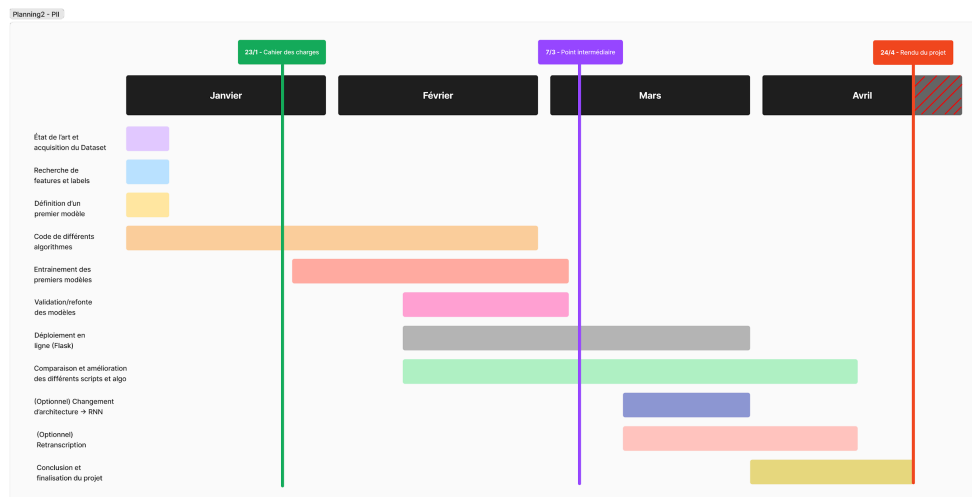 Planning2 - PII
23/1 - Cahier des charges
7/3 - Point intermédiaire
24/4 - Rendu du projet
Janvier
Février
Mars
Avril
État de l'art et
acquisition du Dataset
Recherche de
features et labels
Définition d'un
premier modèle
Code de différents
algorithmes
Entrainement des
premiers modèles
Validation/refonte
des modèles
Déploiement en
ligne (Flask)
Comparaison et amélioration
des différents scripts et algo
(Optionnel) Changement
d'architecture → RNN
(Optionnel)
Retranscription
Conclusion et
finalisation du projet